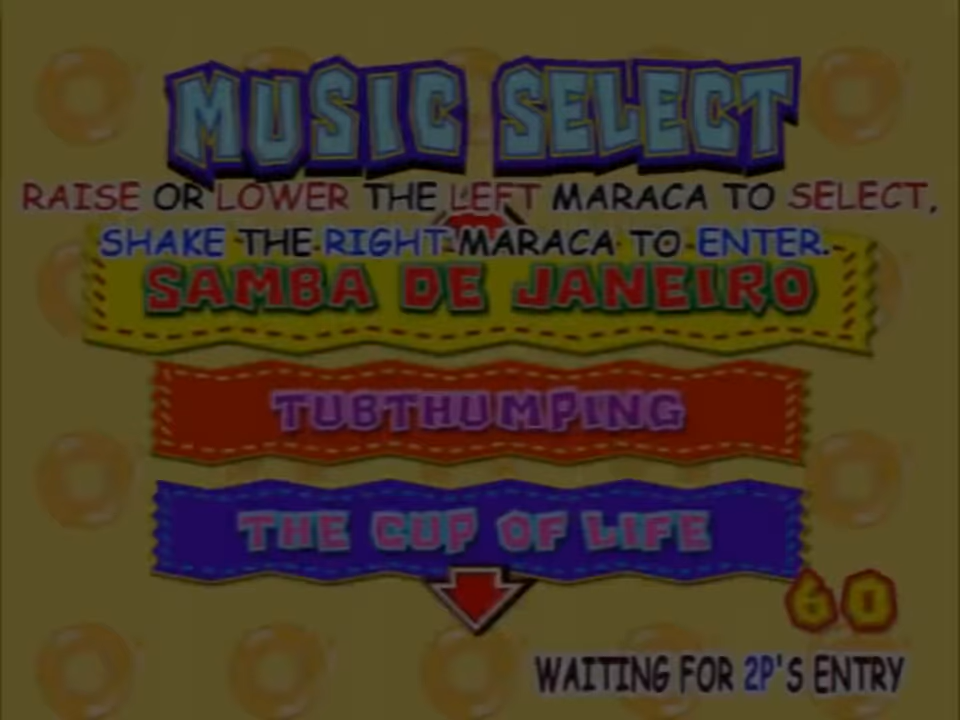 MUSIC SELECT
RAISE OR LOWER THE LEFT MARACA TO SELECT,
SHAKE THE RIGHT MARACA TO ENTER.
SAMBA DE JANEIRO
TUBTHUMPING
THE CUP OF LIFE
60
WAITING FOR 2P'S ENTRY